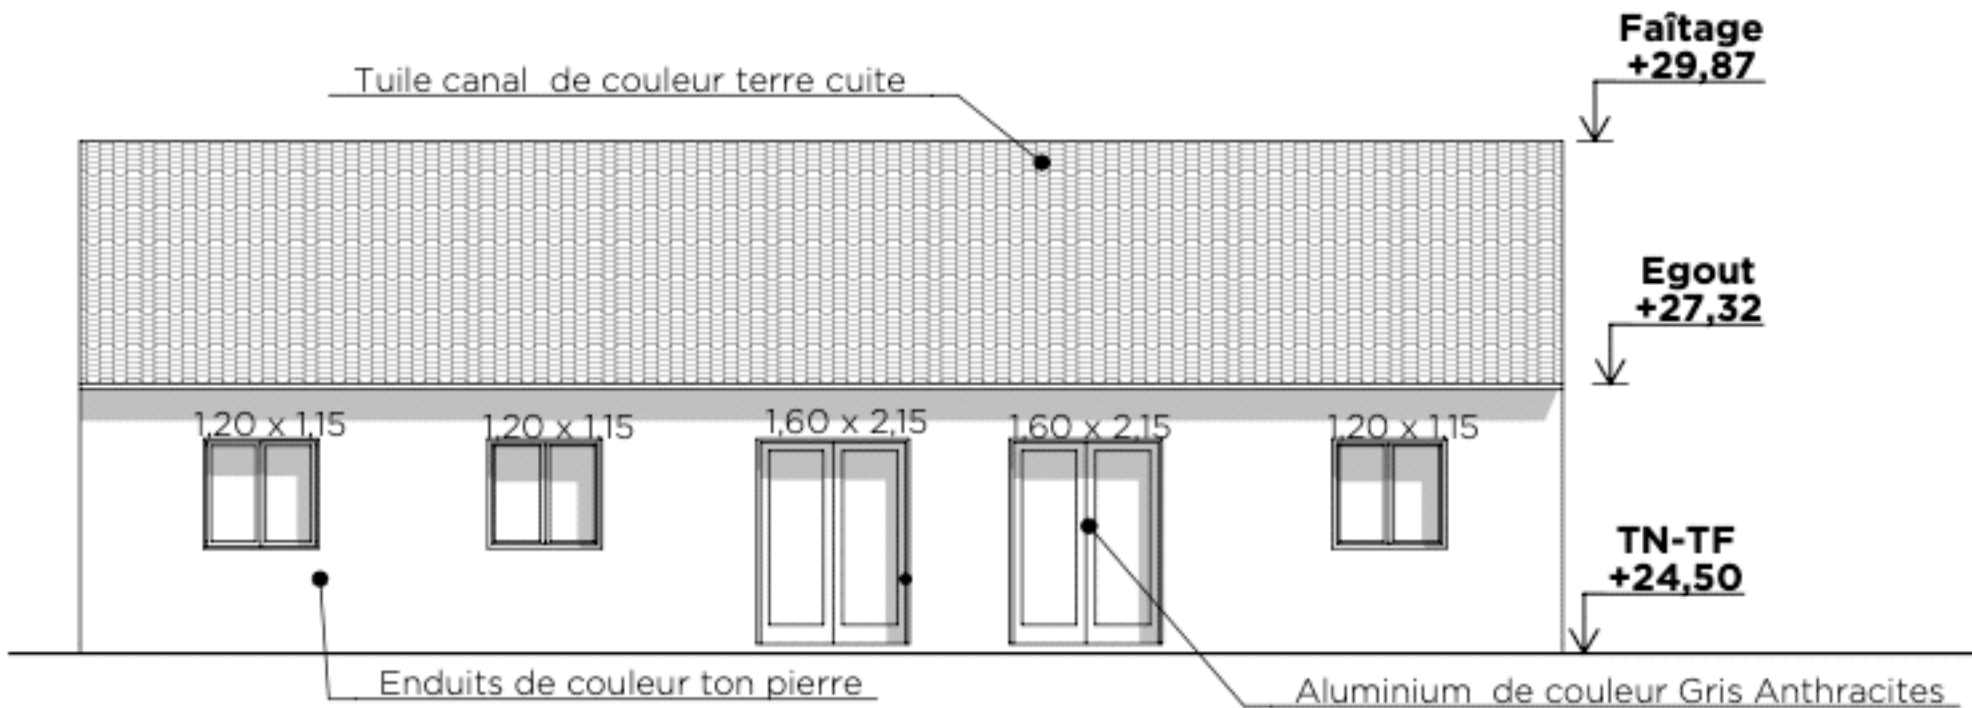 Faîtage
+29,87
Tuile canal de couleur terre cuite
Egout
+27,32
1,20 x 1,15
1,20 x 1,15
1,60 x 2,15
1,60 x 2,15
1,20 x 1,15
TN-TF
+24,50
Enduits de couleur ton pierre
Aluminium de couleur Gris Anthracites